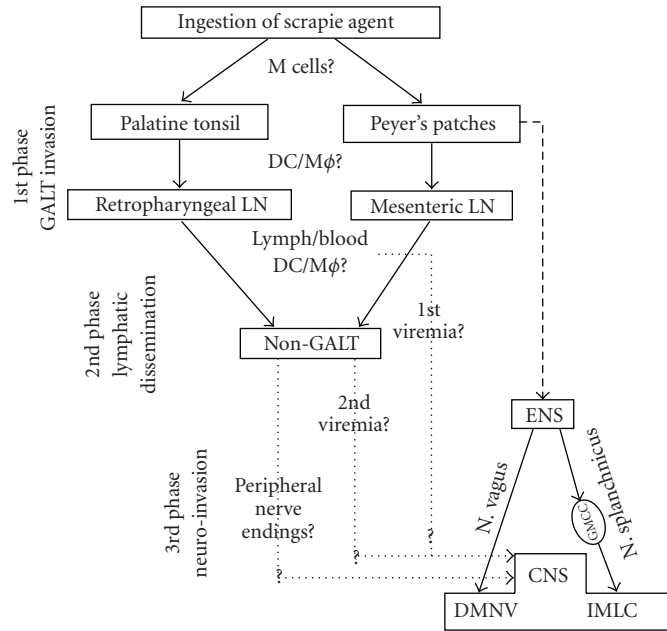 Ingestion of scrapie agent
M cells?
Palatine tonsil
Peyer's patches
1st phase
GALT invasion
DC/Mϕ?
Retropharyngeal LN
Mesenteric LN
Lymph/blood
DC/Mϕ?
2nd phase
lymphatic
dissemination
1st
viremia?
Non-GALT
2nd
viremia?
ENS
N. vagus
N. splanchnicus
GMCC
3rd phase
neuro-invasion
Peripheral
nerve
endings?
?
?
?
CNS
DMNV
IMLC